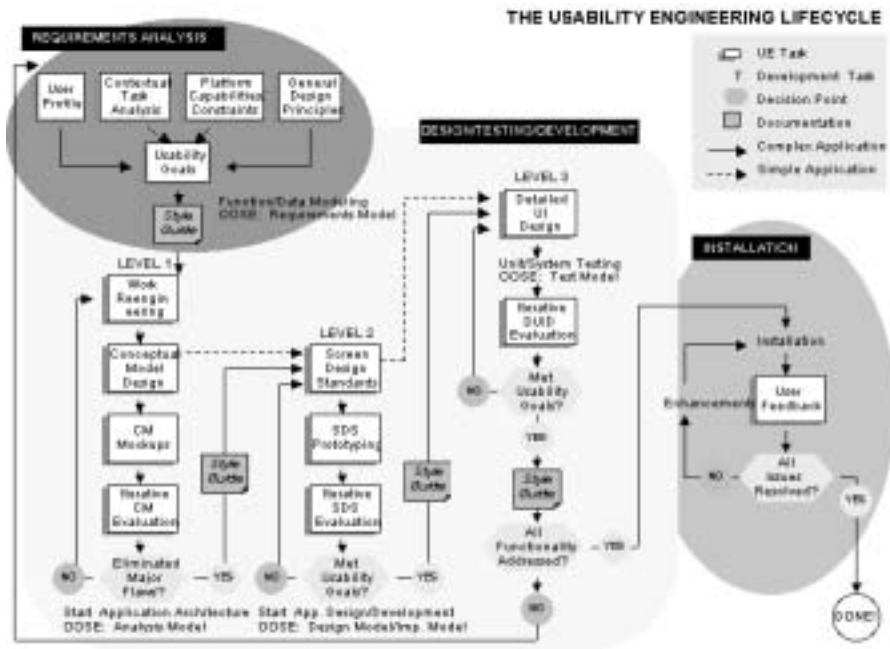 THE USABILITY ENGINEERING LIFECYCLE
REQUIREMENTS ANALYSIS
UE Task
T Development Task
Decision Point
Documentation
Complex Application
Simple Application
User
Profile
Contextual
Task
Analysis
Platform
Capabilities
Constraints
General
Design
Principles
Usability
Goals
Style
Guide
Function/Data Modeling
OOSE: Requirements Model
DESIGN/TESTING/DEVELOPMENT
LEVEL 1
Work
Reengi-
neering
Conceptual
Model
Design
CM
Mockups
Iterative
CM
Evaluation
Eliminated
Major
Flaws?
NO
YES
Style
Guide
Start Application Architecture
OOSE: Analysis Model
LEVEL 2
Screen
Design
Standards
SDS
Prototyping
Iterative
SDS
Evaluation
Met
Usability
Goals?
NO
YES
Style
Guide
Start App. Design/Development
OOSE: Design Model/Imp. Model
LEVEL 3
Detailed
UI
Design
Unit/System Testing
OOSE: Test Model
Iterative
DUID
Evaluation
Met
Usability
Goals?
NO
YES
Style
Guide
All
Functionality
Addressed?
YES
NO
INSTALLATION
Installation
Enhancements
User
Feedback
All
Issues
Resolved?
NO
YES
DONE!